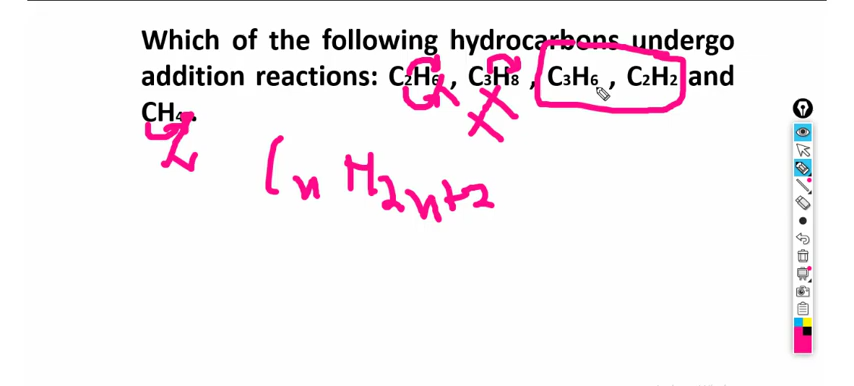 Which of the following hydrocarbons undergo
addition reactions: C2H6 , C3H8 , C3H6 , C2H2 and
CH4 .
CnH2n+2